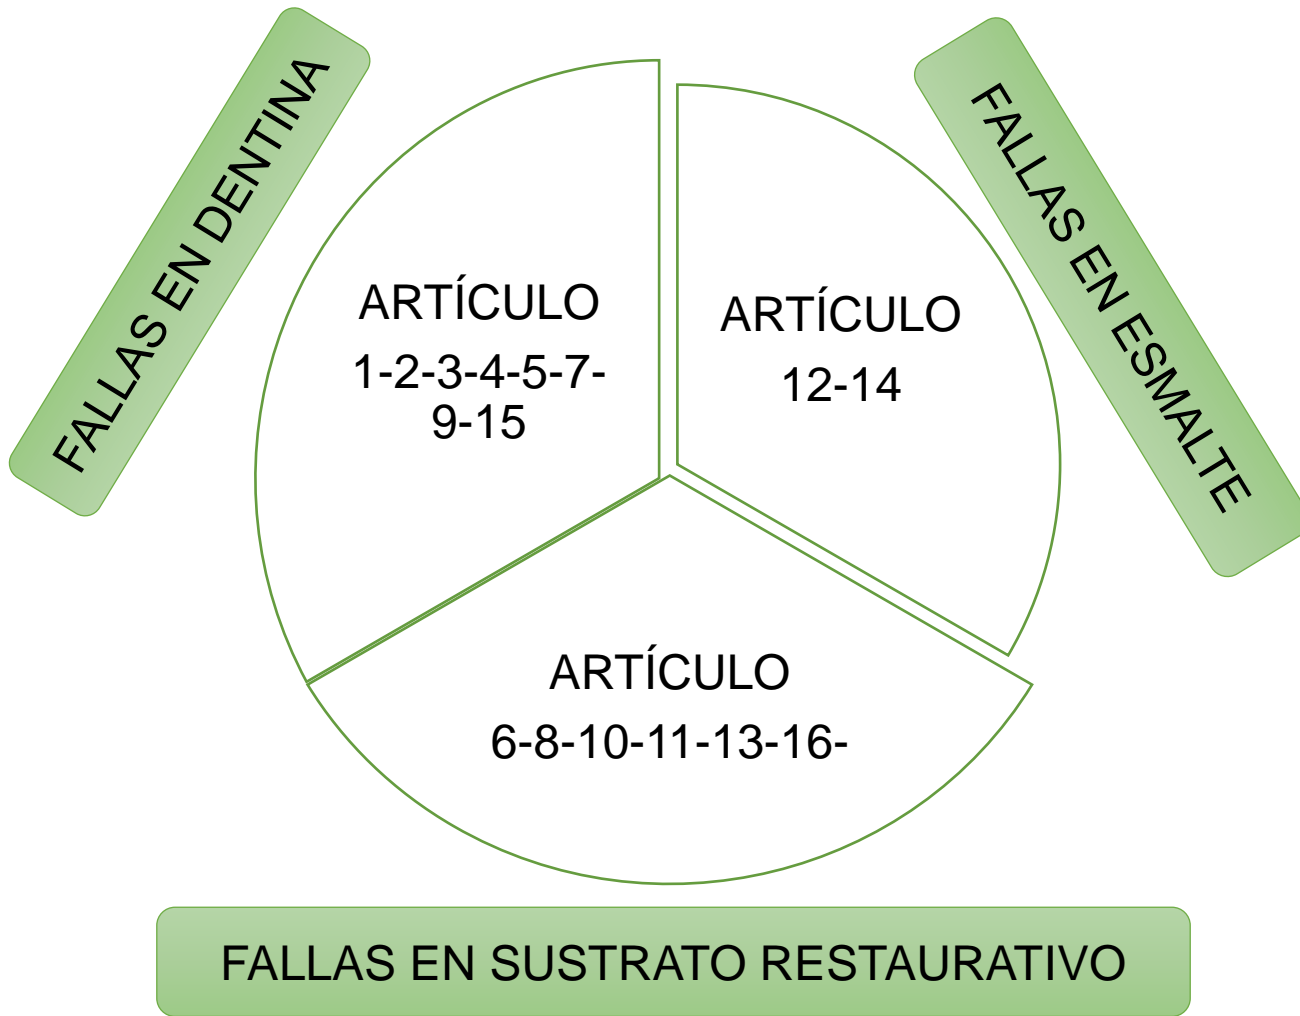 FALLAS EN DENTINA
FALLAS EN ESMALTE
ARTÍCULO
1-2-3-4-5-7-
9-15
ARTÍCULO
12-14
ARTÍCULO
6-8-10-11-13-16-
FALLAS EN SUSTRATO RESTAURATIVO